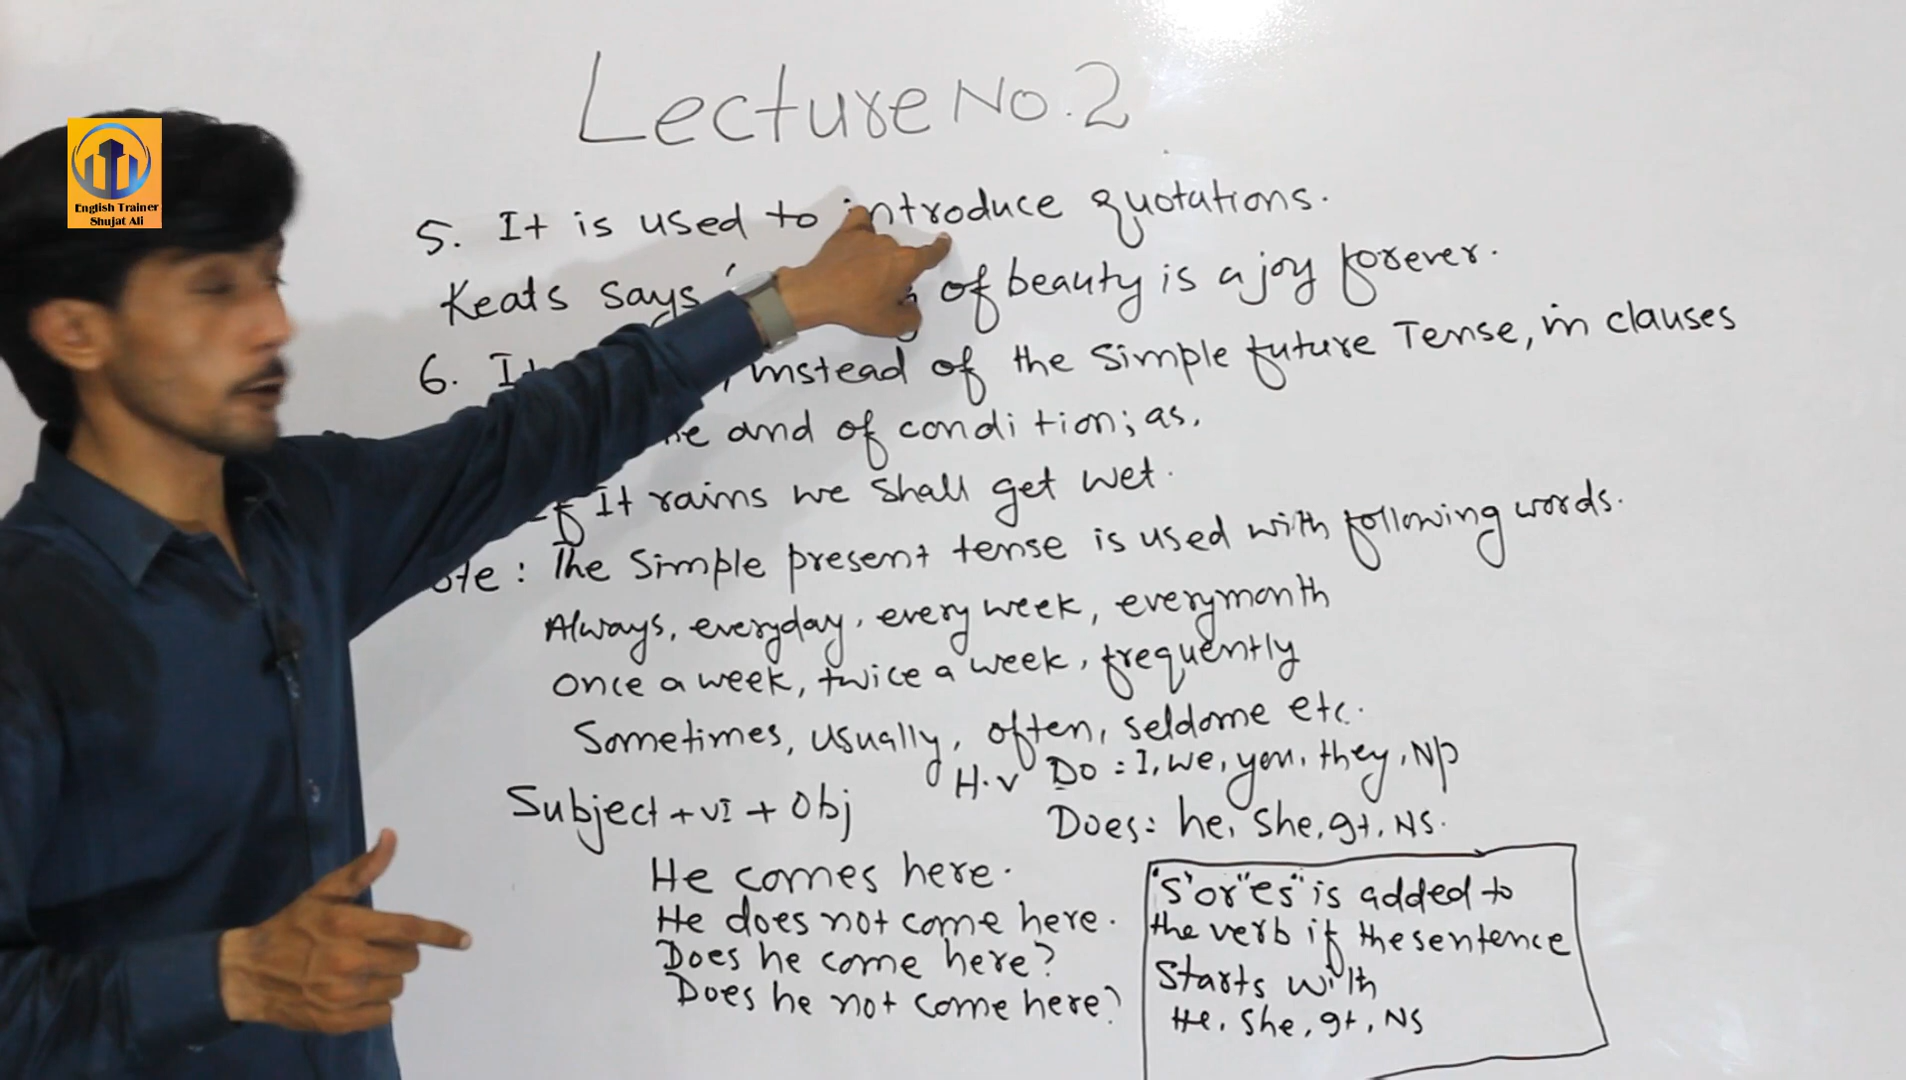 Lecture No. 2
English Trainer
Shujat Ali
5. It is used to introduce quotations.
Keats says, ' of beauty is a joy forever.
6. It instead of the Simple future Tense, in clauses
and of condition; as,
If It rains we shall get wet.
: The Simple present tense is used with following words.
Always, everyday, every week, everymonth
once a week, twice a week, frequently
Sometimes, usually, often, seldome etc.
H.v Do = I, we, you, they, NP
Subject + VI + Obj
Does = he, she, It, NS.
He comes here.
He does not come here.
Does he come here?
Does he not come here?
"S" or "es" is added to
the verb if the sentence
Starts with
He, She, It, NS